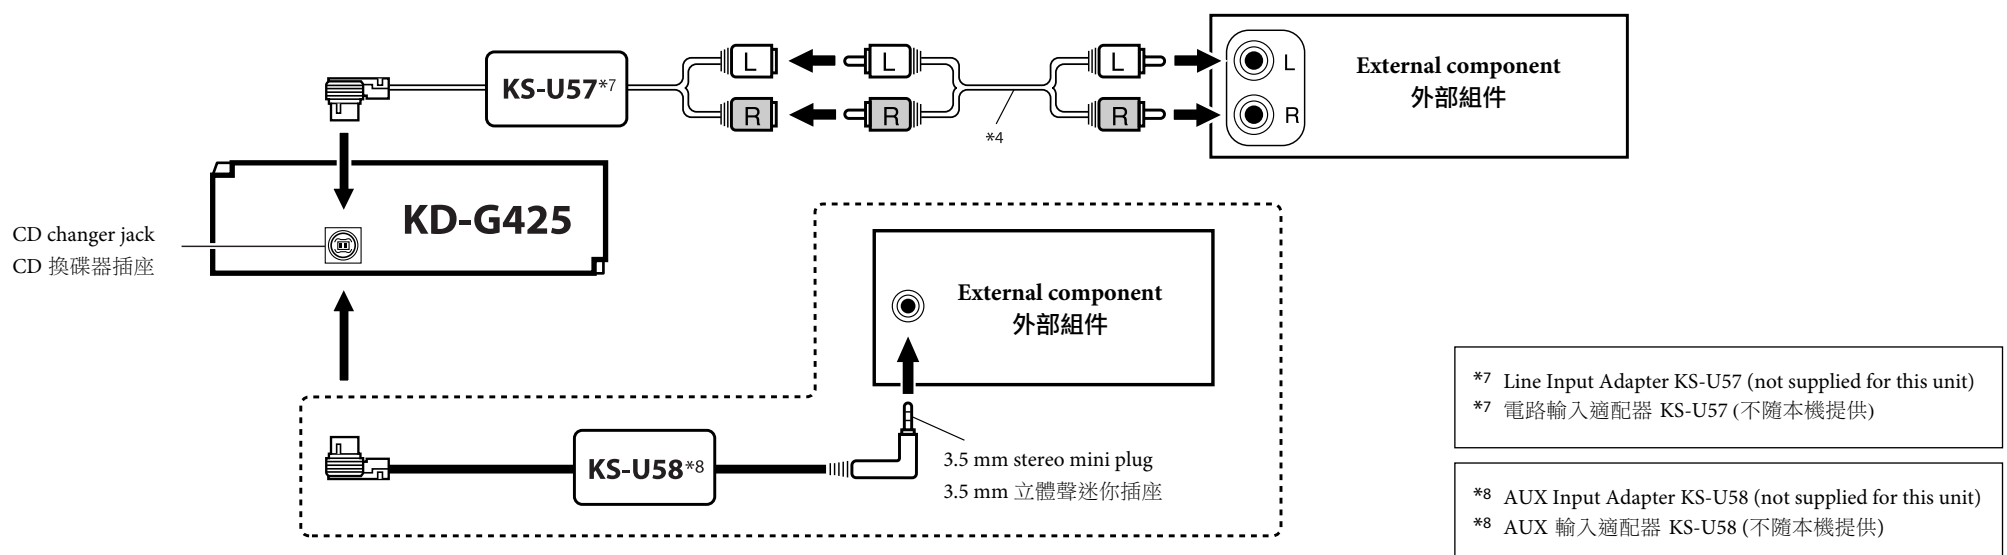 KS-U57*7
L
R
L
R
*4
L
R
L
R
External component
外部組件
CD changer jack
CD 換碟器插座
KD-G425
External component
外部組件
KS-U58*8
3.5 mm stereo mini plug
3.5 mm 立體聲迷你插座
*7 Line Input Adapter KS-U57 (not supplied for this unit)
*7 電路輸入適配器 KS-U57 (不隨本機提供)
*8 AUX Input Adapter KS-U58 (not supplied for this unit)
*8 AUX 輸入適配器 KS-U58 (不隨本機提供)